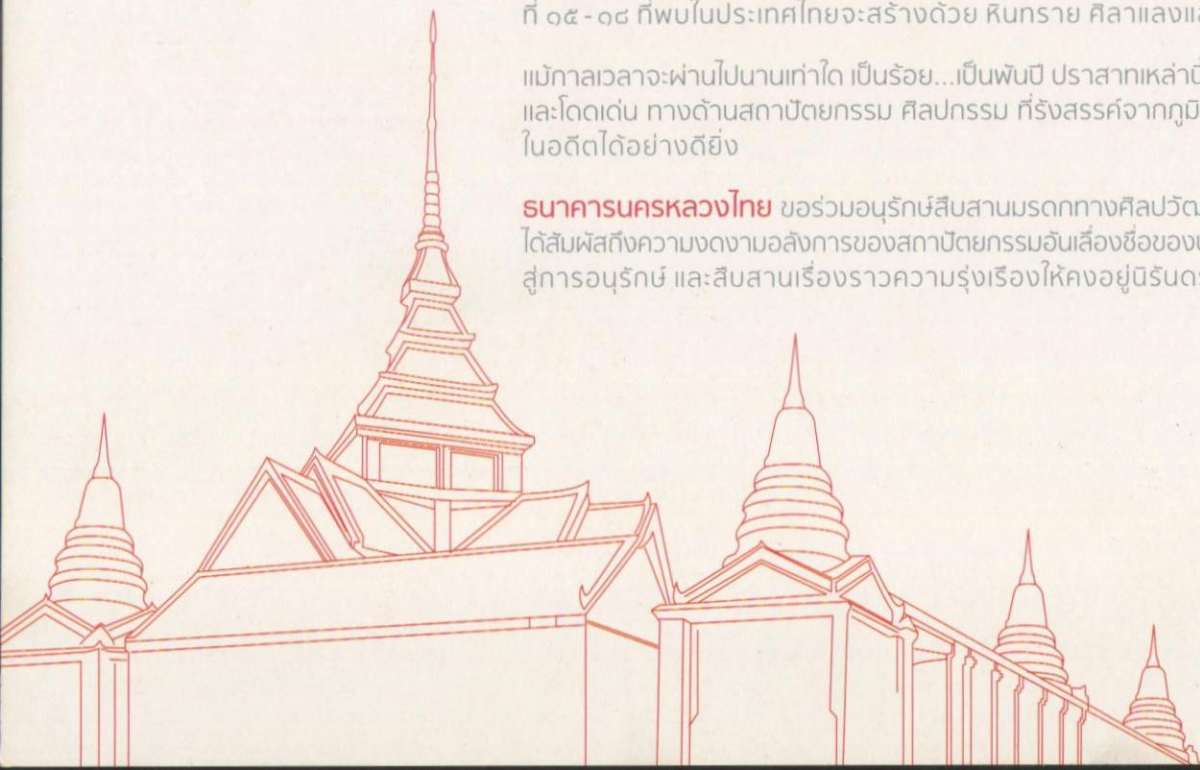 ที่ ๑๕ - ๑๘ ที่พบในประเทศไทยจะสร้างด้วย หินทราย ศิลาแลงแ
แม้กาลเวลาจะผ่านไปนานเท่าใด เป็นร้อย...เป็นพันปี ปราสาทเหล่านี้
และโดดเด่น ทางด้านสถาปัตยกรรม ศิลปกรรม ที่รังสรรค์จากภูมิ
ในอดีตได้อย่างดียิ่ง
ธนาคารนครหลวงไทย ขอร่วมอนุรักษ์สืบสานมรดกทางศิลปวัฒ
ได้สัมผัสถึงความงดงามอลังการของสถาปัตยกรรมอันเลื่องชื่อของ
สู่การอนุรักษ์ และสืบสานเรื่องราวความรุ่งเรืองให้คงอยู่นิรันด